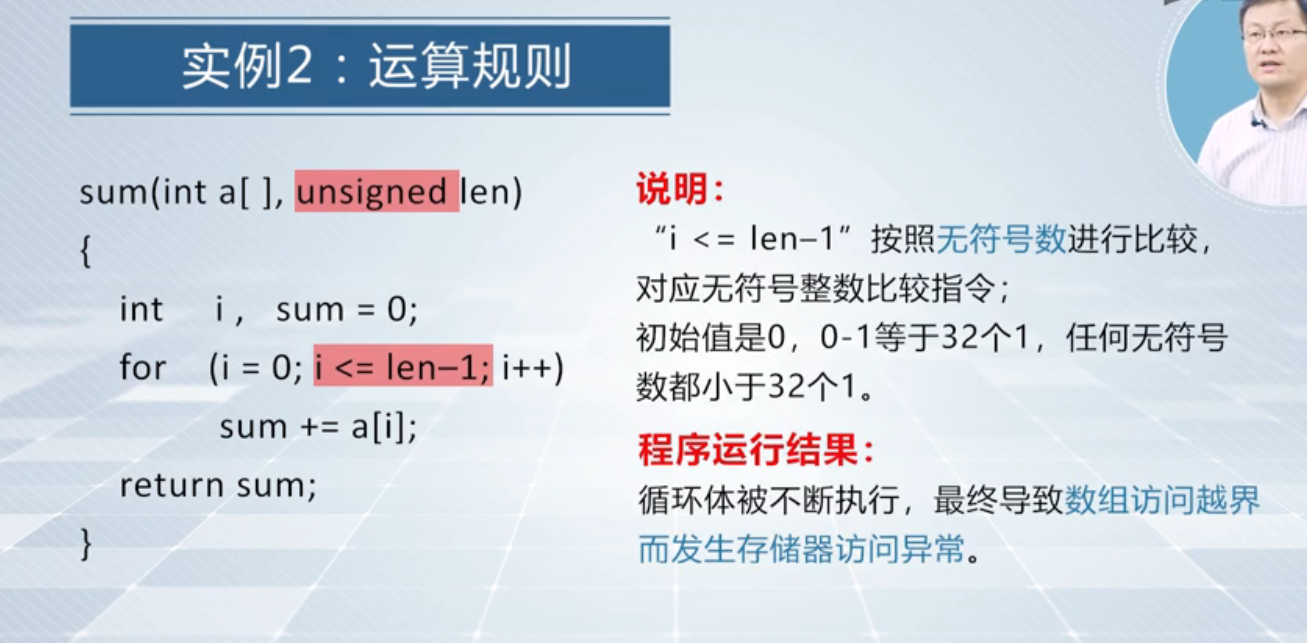 实例2：运算规则
sum(int a[ ], unsigned len)
{
int i , sum = 0;
for (i = 0; i <= len–1; i++)
sum += a[i];
return sum;
}
说明：
“i <= len–1”按照无符号数进行比较，
对应无符号整数比较指令；
初始值是0，0-1等于32个1，任何无符号
数都小于32个1。
程序运行结果：
循环体被不断执行，最终导致数组访问越界
而发生存储器访问异常。